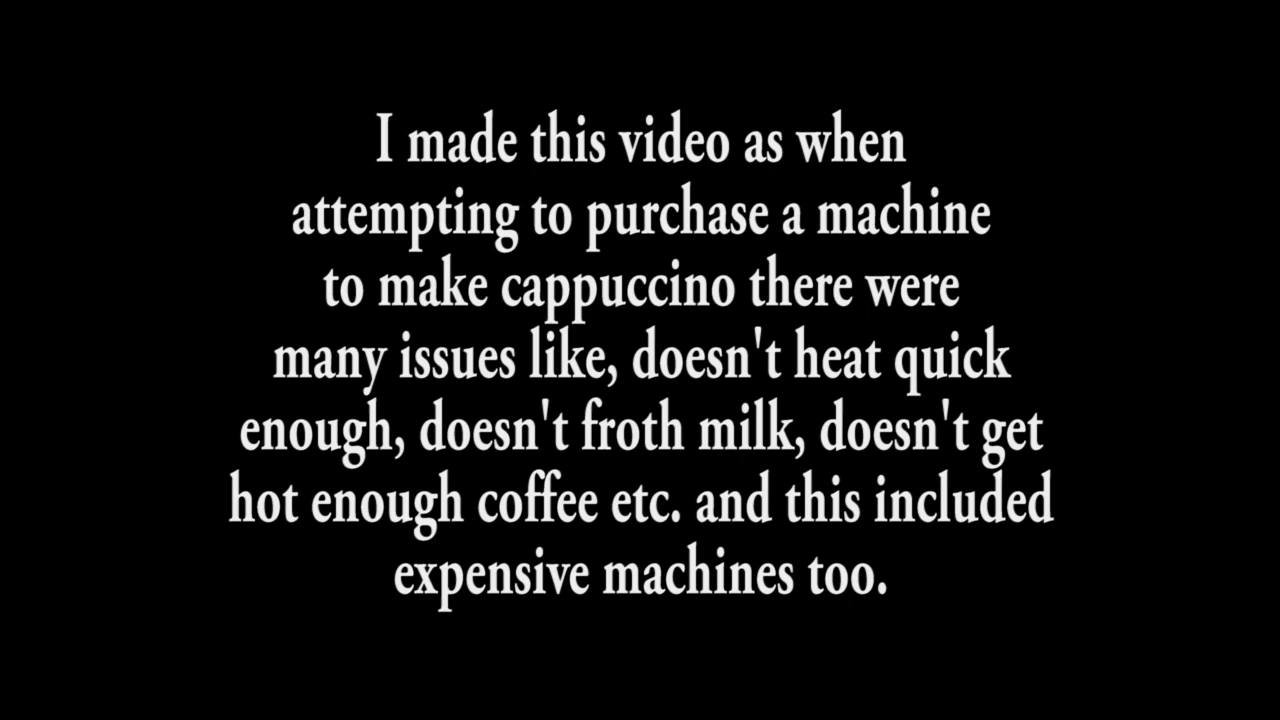 I made this video as when
attempting to purchase a machine
to make cappuccino there were
many issues like, doesn't heat quick
enough, doesn't froth milk, doesn't get
hot enough coffee etc. and this included
expensive machines too.